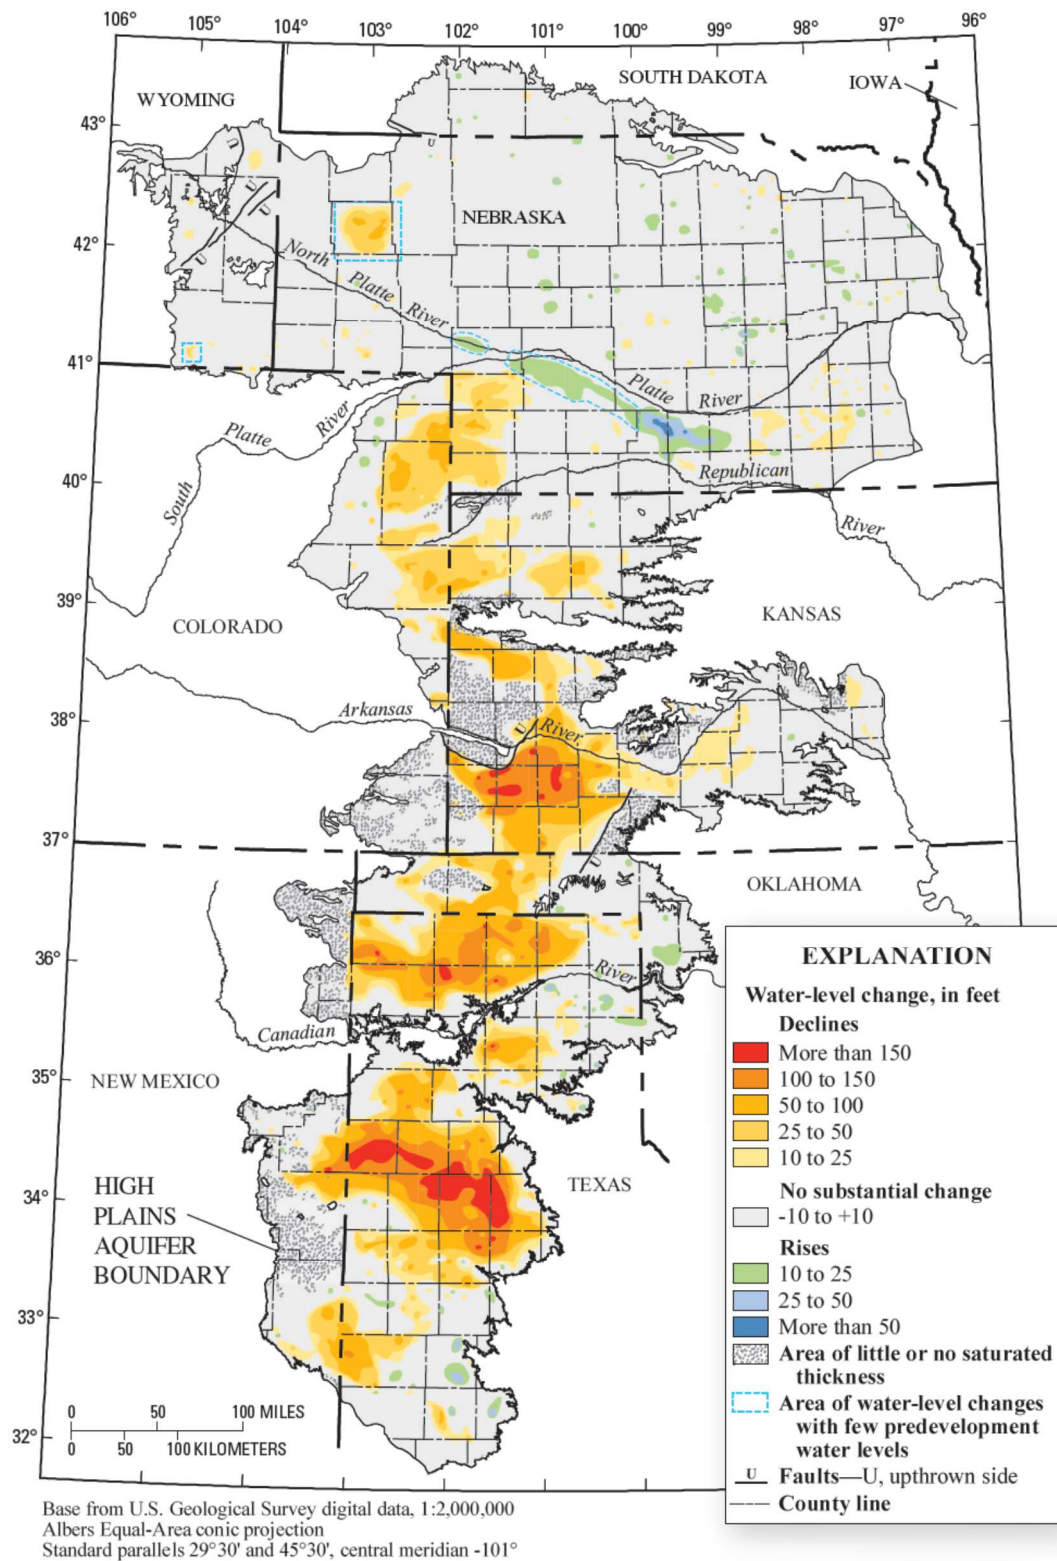 106°
105°
104°
103°
102°
101°
100°
99°
98°
97°
96°
SOUTH DAKOTA
IOWA
WYOMING
43°
U
U
U
U
U
NEBRASKA
42°
North Platte River
41°
Platte River
South Platte River
40°
Republican River
39°
COLORADO
KANSAS
38°
Arkansas River
U
37°
U
OKLAHOMA
36°
River
Canadian
35°
NEW MEXICO
34°
TEXAS
HIGH
PLAINS
AQUIFER
BOUNDARY
33°
0 50 100 MILES
0 50 100 KILOMETERS
32°
EXPLANATION
Water-level change, in feet
Declines
More than 150
100 to 150
50 to 100
25 to 50
10 to 25
No substantial change
-10 to +10
Rises
10 to 25
25 to 50
More than 50
Area of little or no saturated
thickness
Area of water-level changes
with few predevelopment
water levels
U Faults—U, upthrown side
County line
Base from U.S. Geological Survey digital data, 1:2,000,000
Albers Equal-Area conic projection
Standard parallels 29°30' and 45°30', central meridian -101°